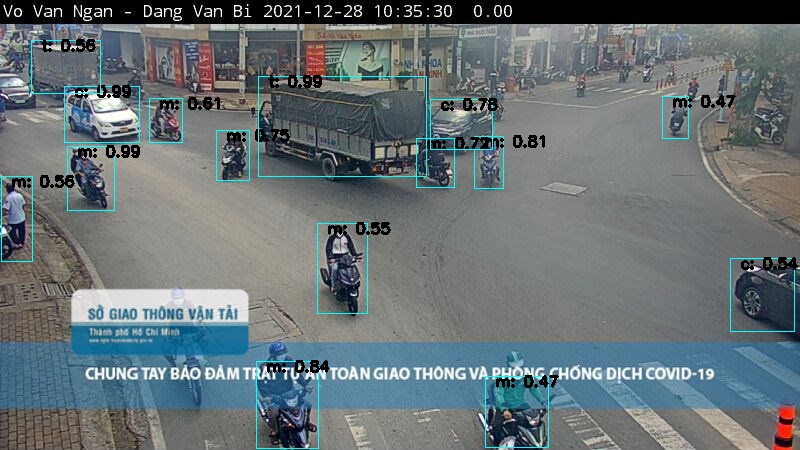 Vo Van Ngan - Dang Van Bi 2021-12-28 10:35:30 0.00
t: 0.56
t: 0.99
c: 0.99
m: 0.61
c: 0.78
m: 0.47
m: 0.75
m: 0.72
m: 0.81
m: 0.99
m: 0.56
m: 0.55
c: 0.54
SỞ GIAO THÔNG VẬN TẢI
Thành phố Hồ Chí Minh
CHUNG TAY BẢO ĐẢM TRẬT TỰ AN TOÀN GIAO THÔNG VÀ PHÒNG CHỐNG DỊCH COVID-19
m: 0.84
m: 0.47